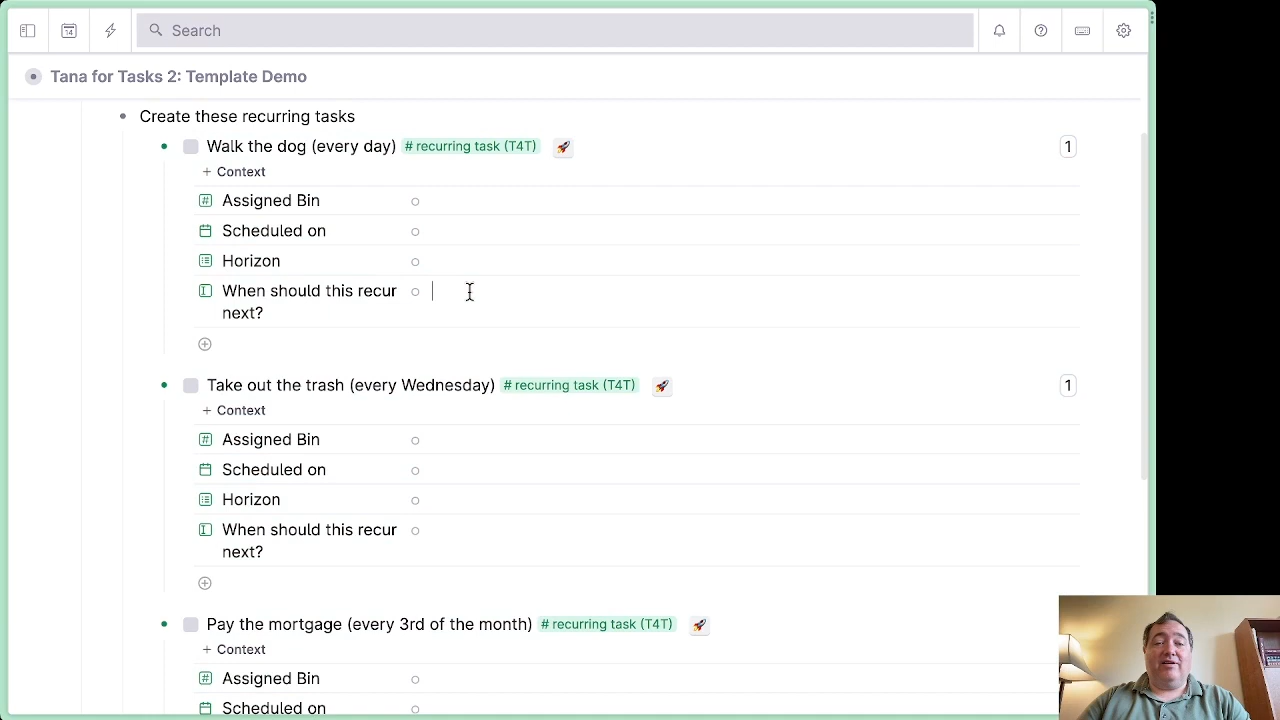 14
Search
Tana for Tasks 2: Template Demo
Create these recurring tasks
Walk the dog (every day) # recurring task (T4T)
1
+ Context
Assigned Bin
Scheduled on
Horizon
When should this recur
next?
Take out the trash (every Wednesday) # recurring task (T4T)
1
+ Context
Assigned Bin
Scheduled on
Horizon
When should this recur
next?
Pay the mortgage (every 3rd of the month) # recurring task (T4T)
+ Context
Assigned Bin
Scheduled on